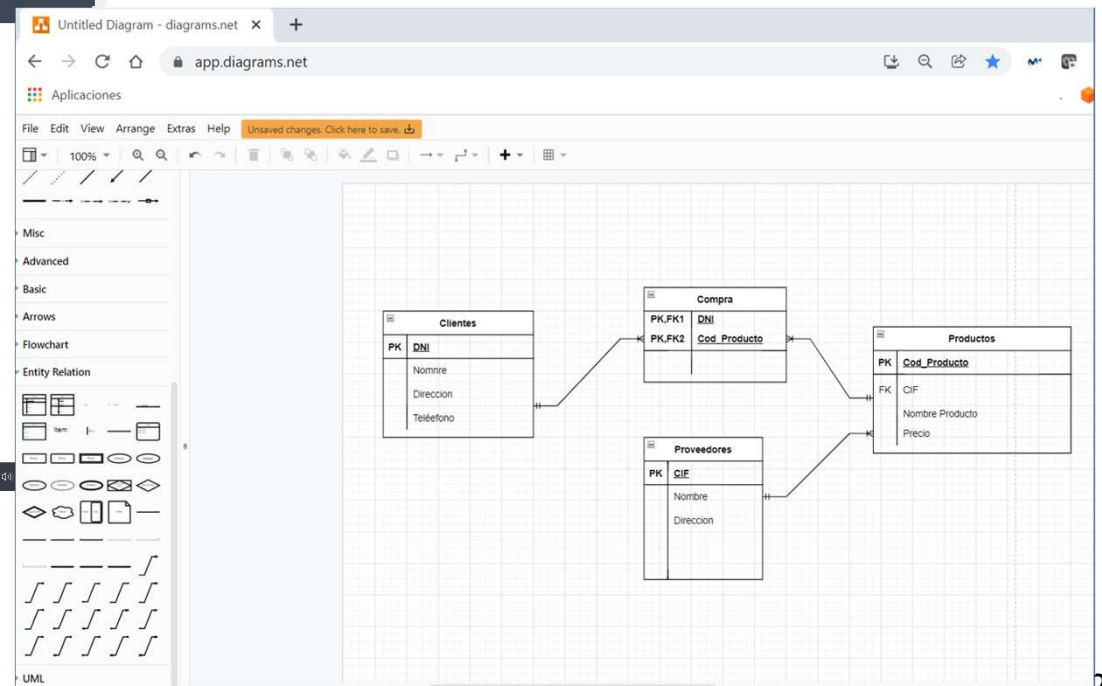 Untitled Diagram - diagrams.net
app.diagrams.net
Aplicaciones
File Edit View Arrange Extras Help Unsaved changes. Click here to save.
100%
Misc
Advanced
Basic
Arrows
Flowchart
Entity Relation
Item
UML
Clientes
PK DNI
Nomnre
Direccion
Teléefono
Compra
PK,FK1 DNI
PK,FK2 Cod_Producto
Productos
PK Cod_Producto
FK CIF
Nombre Producto
Precio
Proveedores
PK CIF
Nombre
Direccion